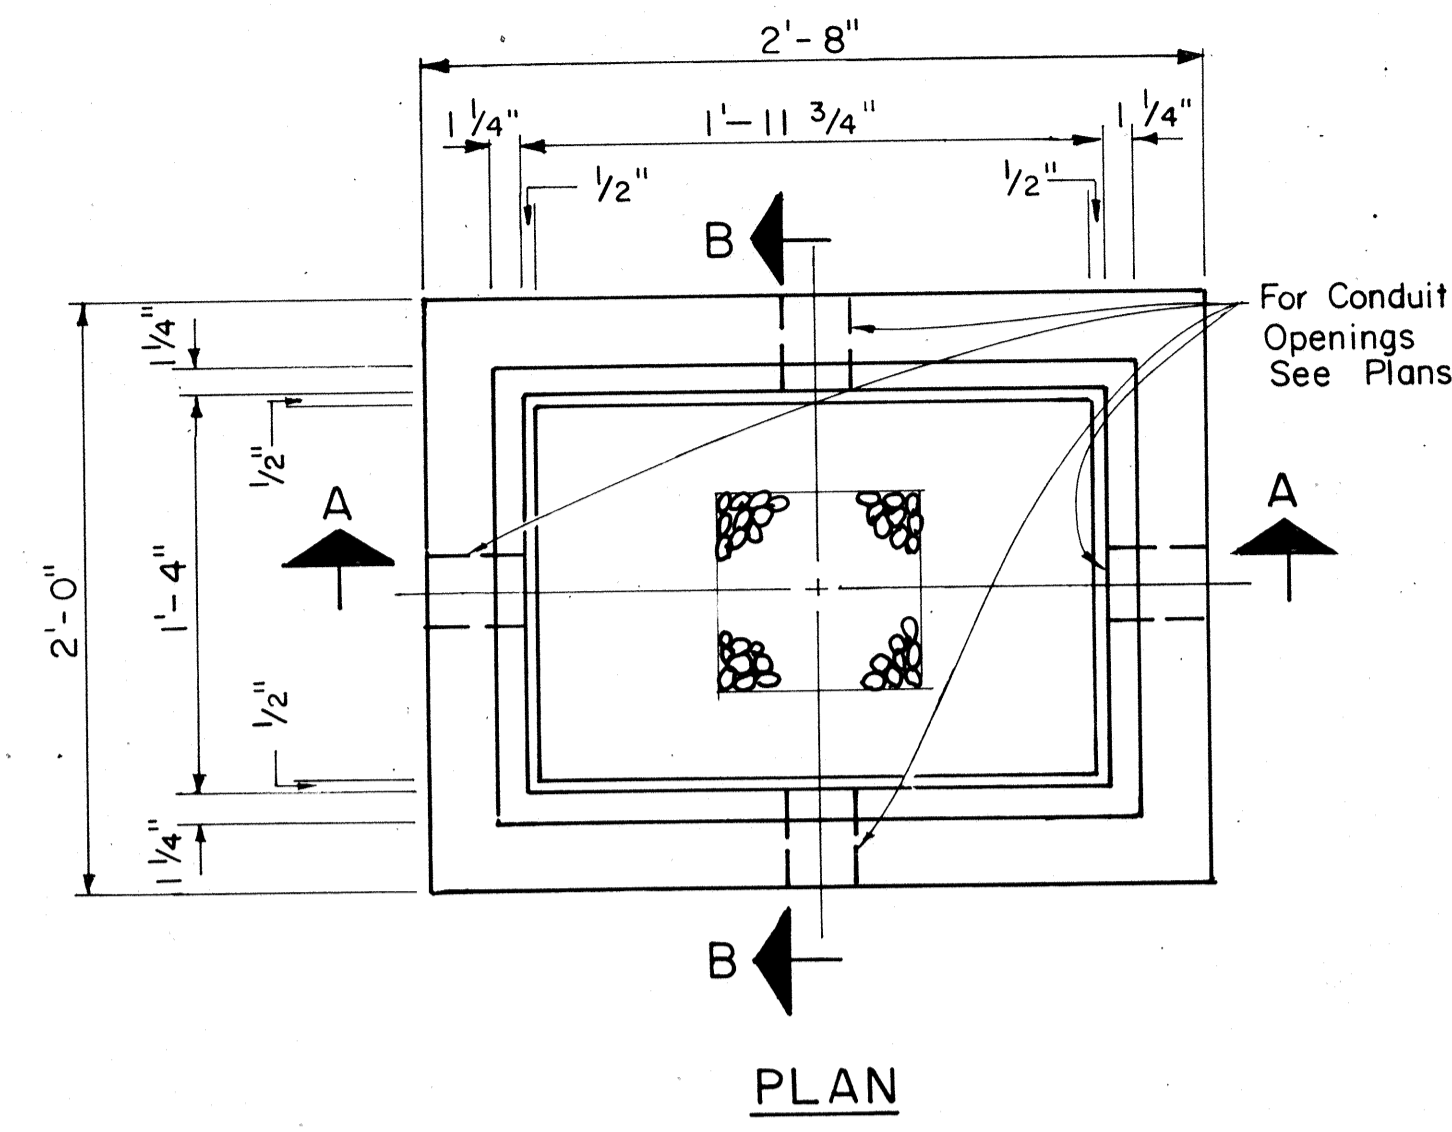 2'-8"
1 1/4"
1'-11 3/4"
1 1/4"
1/2"
1/2"
B
For Conduit
Openings
See Plans
1 1/4"
1/2"
A
A
2'-0"
1'-4"
1/2"
1 1/4"
B
PLAN